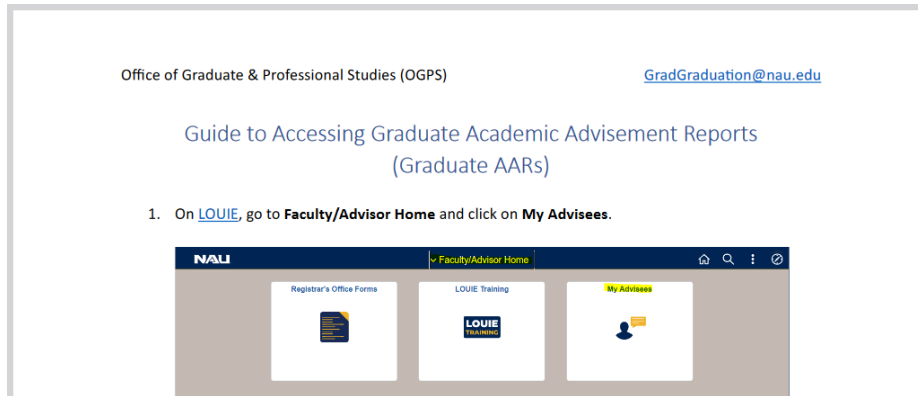 Office of Graduate & Professional Studies (OGPS) GradGraduation@nau.edu
Guide to Accessing Graduate Academic Advisement Reports
(Graduate AARs)
1. On LOUIE, go to Faculty/Advisor Home and click on My Advisees.
NAU Faculty/Advisor Home
Registrar's Office Forms LOUIE Training My Advisees
LOUIE
TRAINING